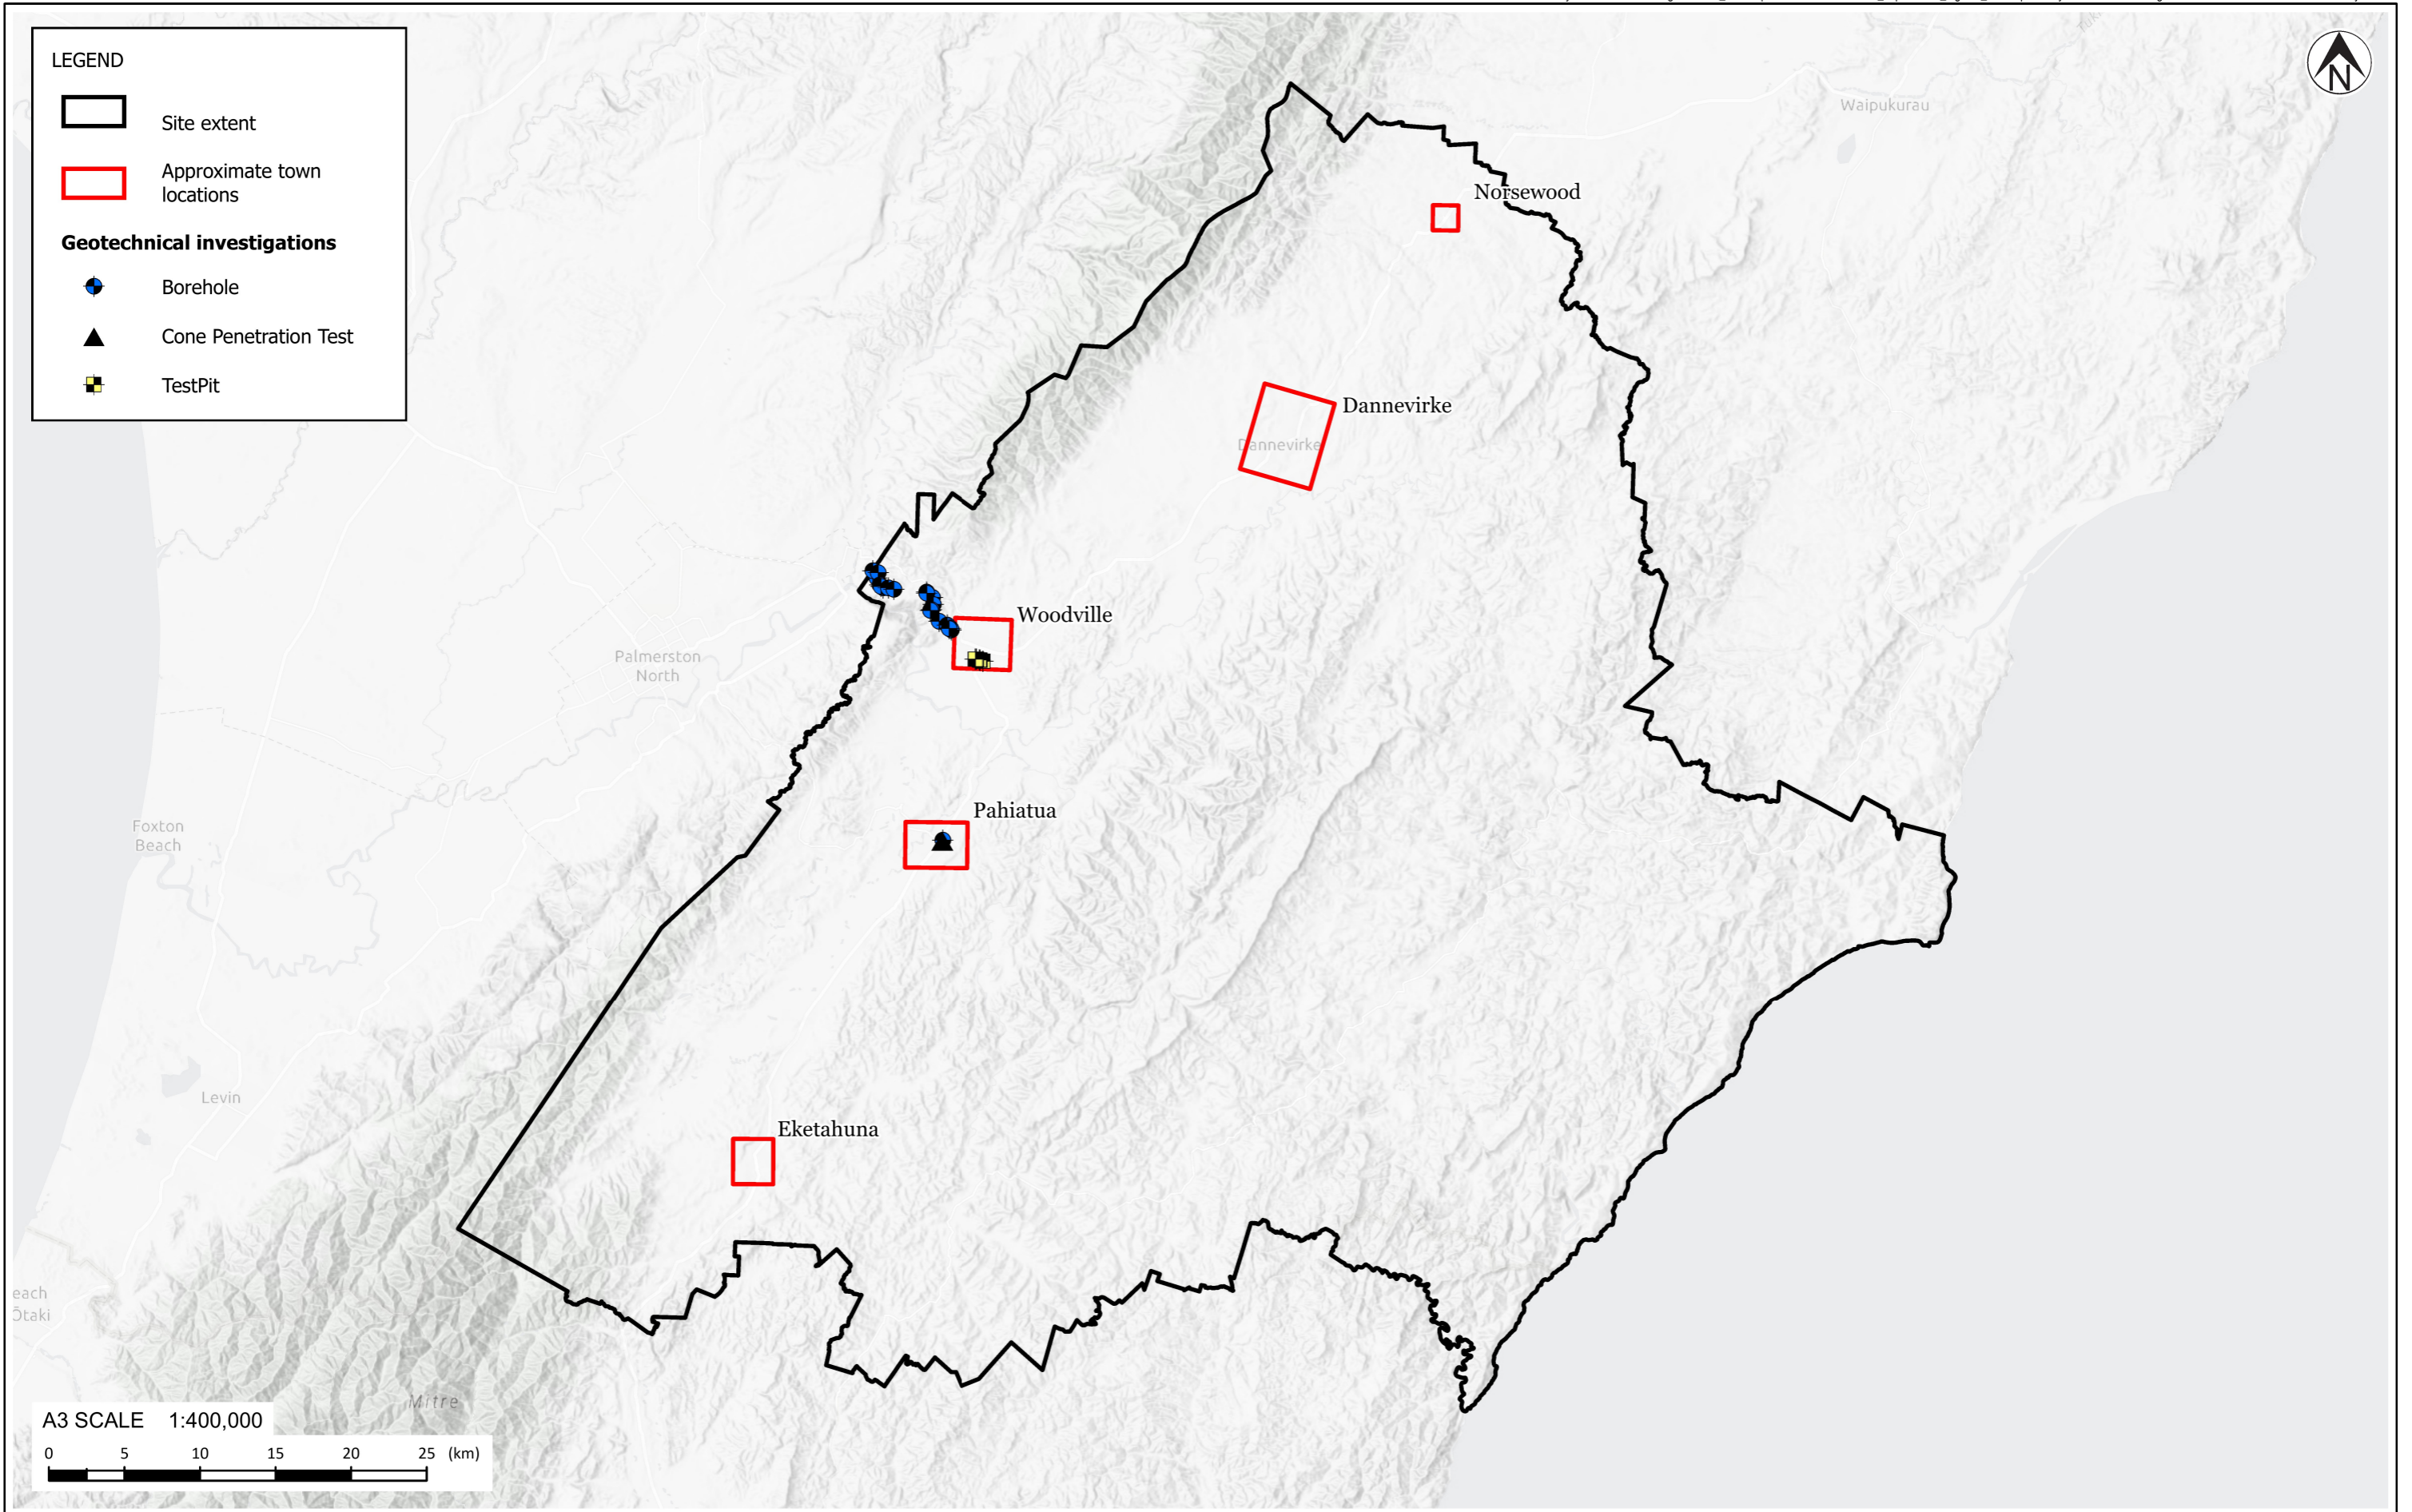 LEGEND
Site extent
Approximate town
locations
Geotechnical investigations
Borehole
Cone Penetration Test
TestPit
N
Waipukurau
Norsewood
Dannevirke
Dannevirke
Woodville
Palmerston
North
Pahiatua
Foxton
Beach
Levin
Eketahuna
each
Ōtaki
Mitre
A3 SCALE 1:400,000
0 5 10 15 20 25 (km)